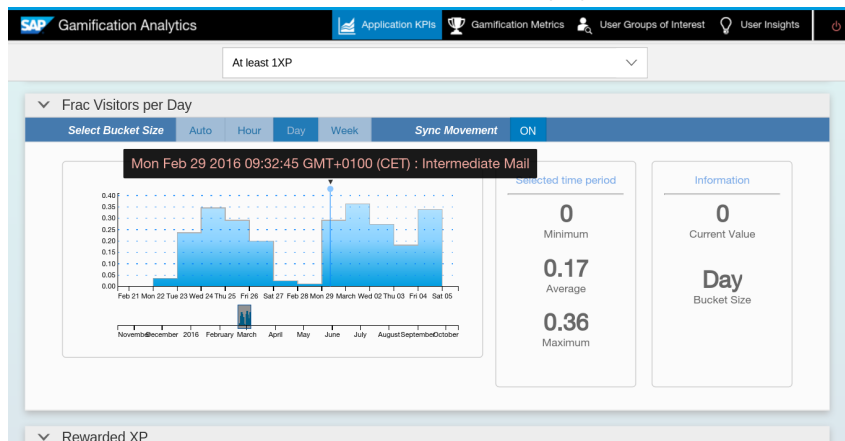 SAP Gamification Analytics Application KPIs Gamification Metrics User Groups of Interest User Insights
At least 1XP
Frac Visitors per Day
Select Bucket Size Auto Hour Day Week Sync Movement ON
Mon Feb 29 2016 09:32:45 GMT+0100 (CET) : Intermediate Mail
Selected time period
0
Minimum
0.17
Average
0.36
Maximum
Information
0
Current Value
Day
Bucket Size
0.40
0.35
0.30
0.25
0.20
0.15
0.10
0.05
0.00
Feb 21 Mon 22 Tue 23 Wed 24 Thu 25 Fri 26 Sat 27 Feb 28 Mon 29 March Wed 02 Thu 03 Fri 04 Sat 05
November December 2016 February March April May June July August September October
Rewarded XP